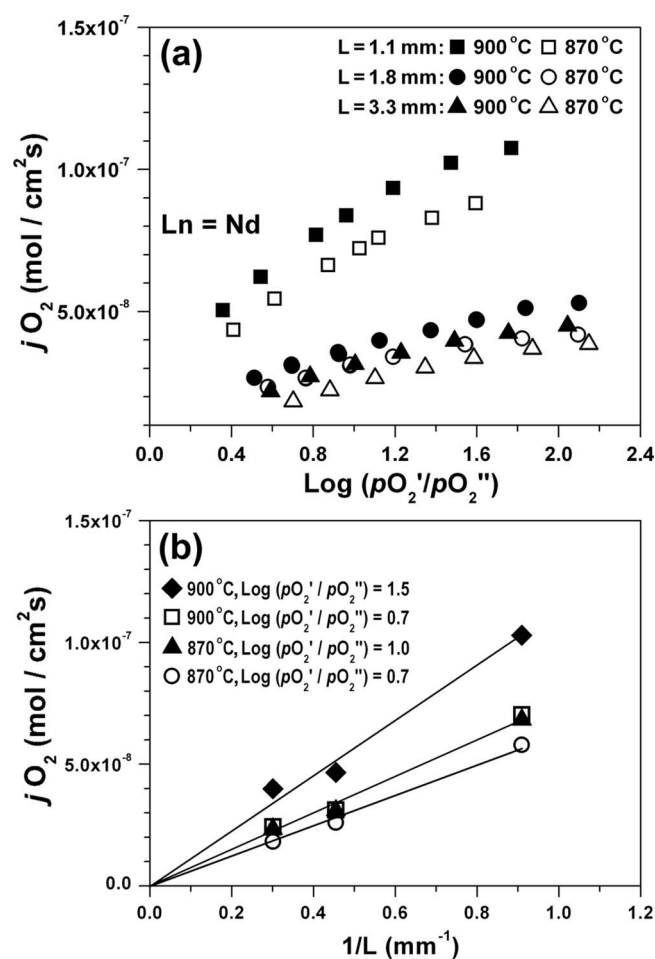 1.5x10⁻⁷
(a)
L = 1.1 mm: ■ 900 °C □ 870 °C
L = 1.8 mm: ● 900 °C ○ 870 °C
L = 3.3 mm: ▲ 900 °C △ 870 °C
1.0x10⁻⁷
Ln = Nd
5.0x10⁻⁸
j O₂ (mol / cm²s)
0.0 0.4 0.8 1.2 1.6 2.0 2.4
Log (pO₂'/pO₂'')
1.5x10⁻⁷
(b)
◆ 900 °C, Log (pO₂' / pO₂'') = 1.5
□ 900 °C, Log (pO₂' / pO₂'') = 0.7
▲ 870 °C, Log (pO₂' / pO₂'') = 1.0
○ 870 °C, Log (pO₂' / pO₂'') = 0.7
1.0x10⁻⁷
5.0x10⁻⁸
0.0
j O₂ (mol / cm²s)
0.0 0.2 0.4 0.6 0.8 1.0 1.2
1/L (mm⁻¹)